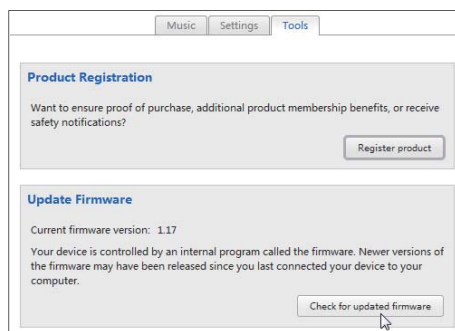 Music Settings Tools
Product Registration
Want to ensure proof of purchase, additional product membership benefits, or receive
safety notifications?
Register product
Update Firmware
Current firmware version: 1.17
Your device is controlled by an internal program called the firmware. Newer versions of
the firmware may have been released since you last connected your device to your
computer.
Check for updated firmware